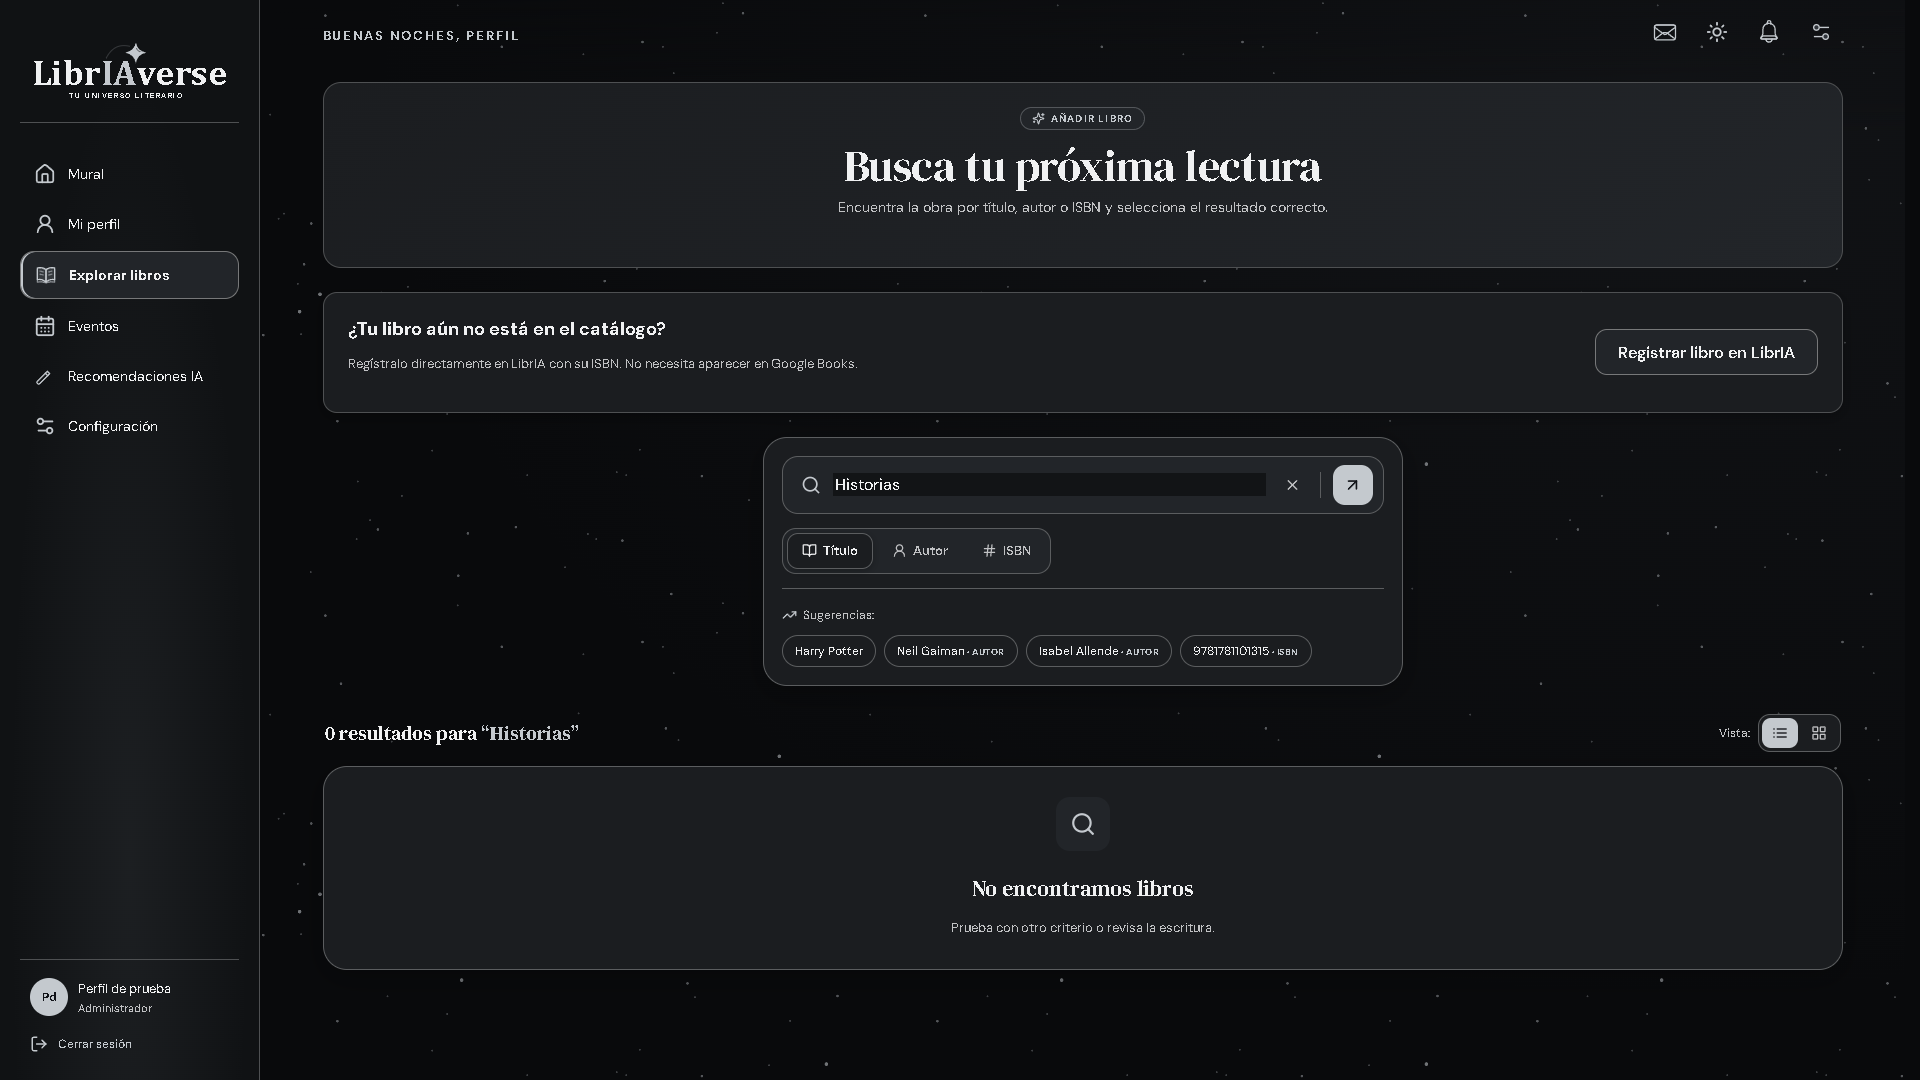 LibrIAverse
TU UNIVERSO LITERARIO
Mural
Mi perfil
Explorar libros
Eventos
Recomendaciones IA
Configuración
Perfil de prueba
Pd
Administrador
Cerrar sesión
BUENAS NOCHES, PERFIL
AÑADIR LIBRO
Busca tu próxima lectura
Encuentra la obra por título, autor o ISBN y selecciona el resultado correcto.
¿Tu libro aún no está en el catálogo?
Regístralo directamente en LibrIA con su ISBN. No necesita aparecer en Google Books.
Registrar libro en LibrIA
Historias
Título Autor # ISBN
Sugerencias:
Harry Potter Neil Gaiman · AUTOR Isabel Allende · AUTOR 9781781101315 · ISBN
0 resultados para “Historias”
Vista:
No encontramos libros
Prueba con otro criterio o revisa la escritura.